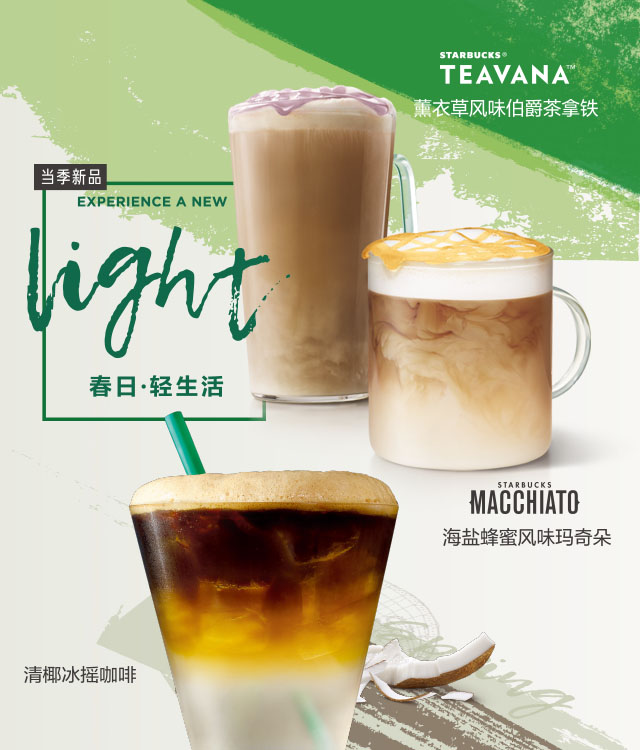 STARBUCKS®
TEAVANA™
薰衣草风味伯爵茶拿铁
当季新品
EXPERIENCE A NEW
light
春日·轻生活
STARBUCKS
MACCHIATO
海盐蜂蜜风味玛奇朵
清椰冰摇咖啡
Spring